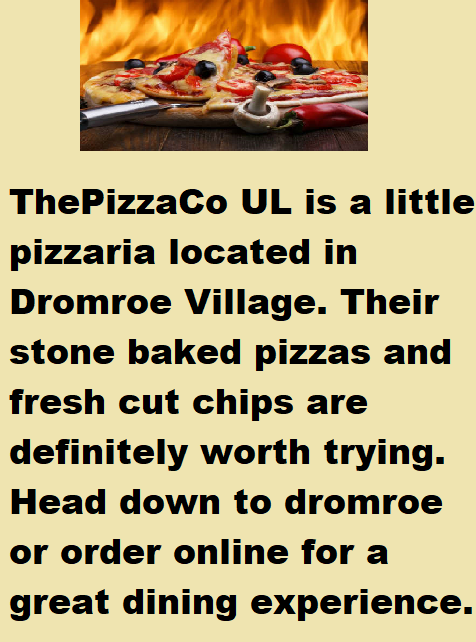 ThePizzaCo UL is a little
pizzaria located in
Dromroe Village. Their
stone baked pizzas and
fresh cut chips are
definitely worth trying.
Head down to dromroe
or order online for a
great dining experience.